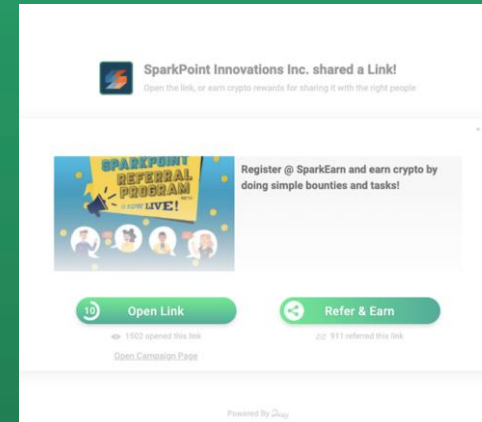 SparkPoint Innovations Inc. shared a Link!
Open the link, or earn crypto rewards for sharing it with the right people
SPARKPOINT
REFERRAL
PROGRAM
IS NOW LIVE!
Register @ SparkEarn and earn crypto by
doing simple bounties and tasks!
10 Open Link
Refer & Earn
1502 opened this link
911 referred this link
Open Campaign Page
Powered By 2key